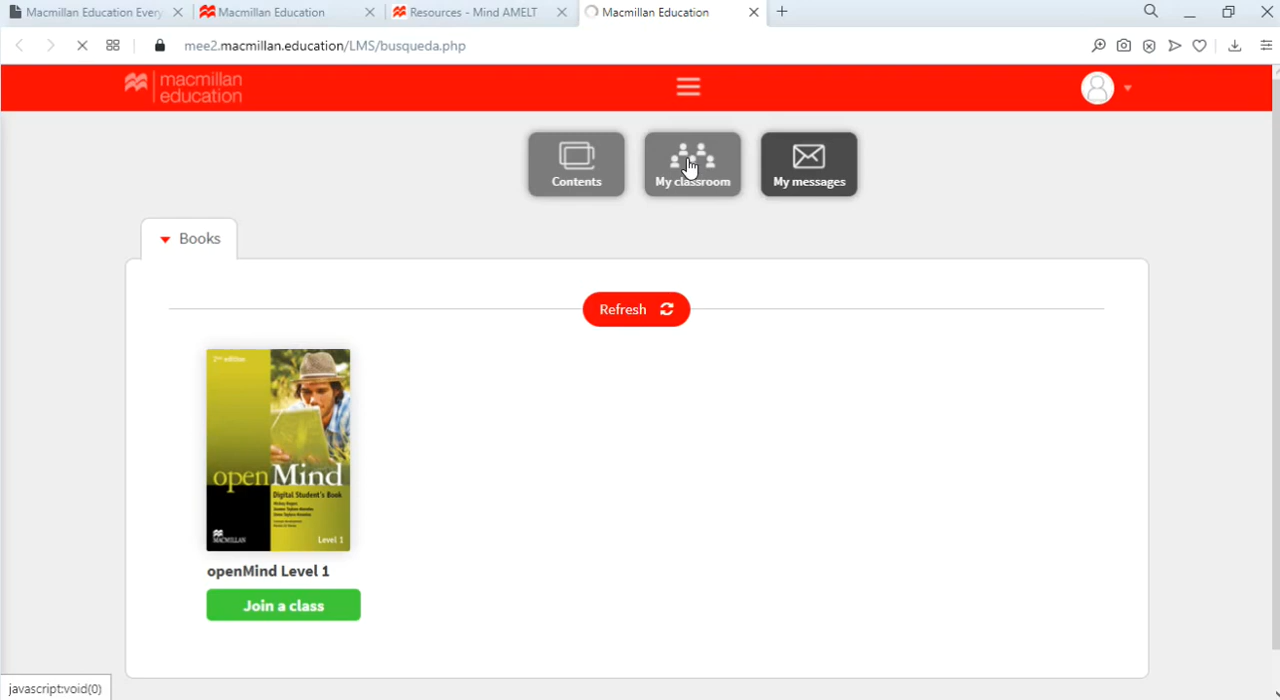 Macmillan Education Every
Macmillan Education
Resources - Mind AMELT
Macmillan Education
mee2.macmillan.education/LMS/busqueda.php
macmillan
education
Contents
My classroom
My messages
Books
Refresh
2nd edition
openMind
Digital Student's Book
MACMILLAN
Level 1
openMind Level 1
Join a class
javascript:void(0)